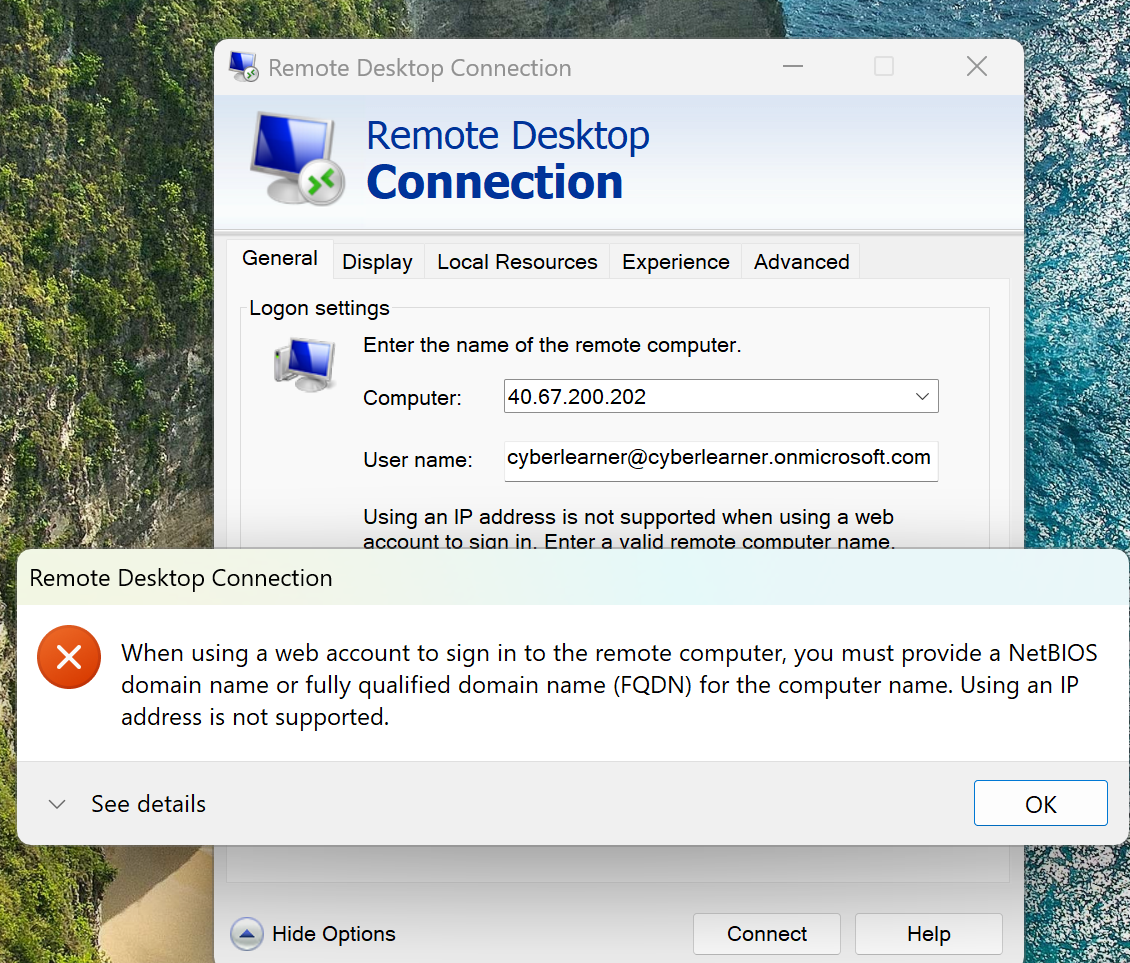 Remote Desktop Connection
Remote Desktop
Connection
General
Display
Local Resources
Experience
Advanced
Logon settings
Enter the name of the remote computer.
Computer:
40.67.200.202
User name:
cyberlearner@cyberlearner.onmicrosoft.com
Using an IP address is not supported when using a web
account to sign in. Enter a valid remote computer name.
Remote Desktop Connection
When using a web account to sign in to the remote computer, you must provide a NetBIOS
domain name or fully qualified domain name (FQDN) for the computer name. Using an IP
address is not supported.
See details
OK
Hide Options
Connect
Help